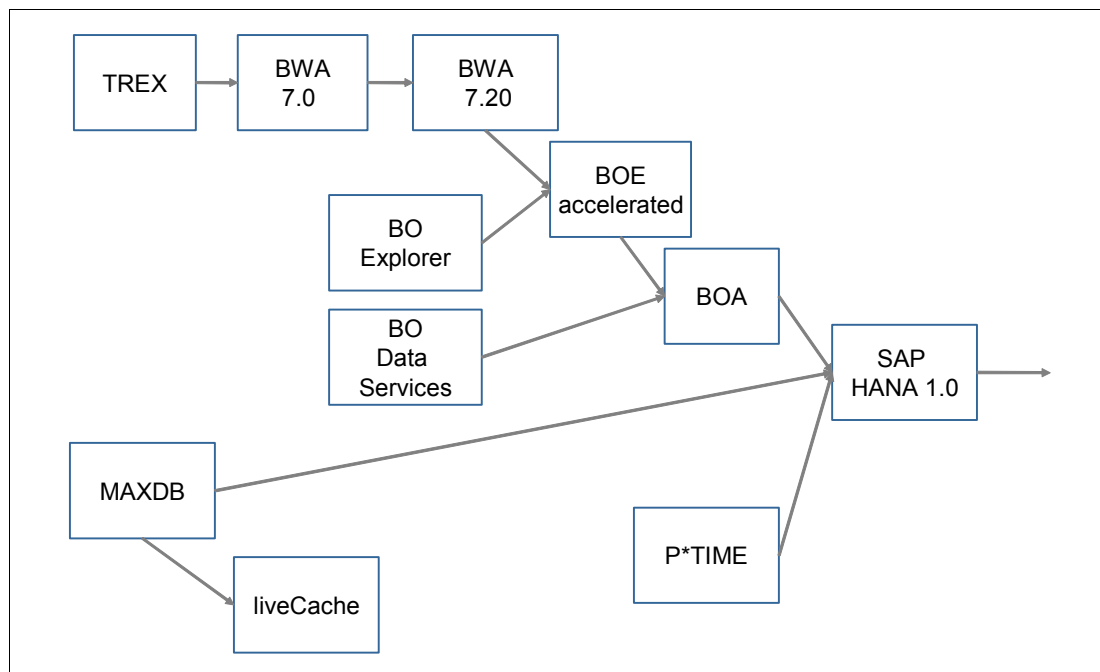 TREX
BWA
7.0
BWA
7.20
BOE
accelerated
BO
Explorer
BOA
BO
Data
Services
SAP
HANA 1.0
MAXDB
P*TIME
liveCache